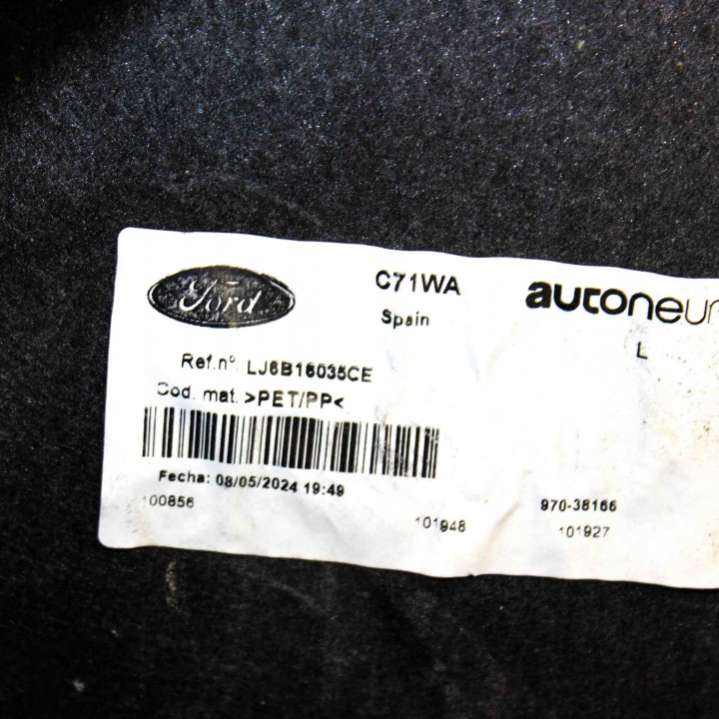 Ford
C71WA
Spain
autoneum
L
Ref.nº LJ6B16035CE
Cod. mat. >PET/PP<
Fecha: 08/05/2024 19:49
100856
101948
970-38166
101927